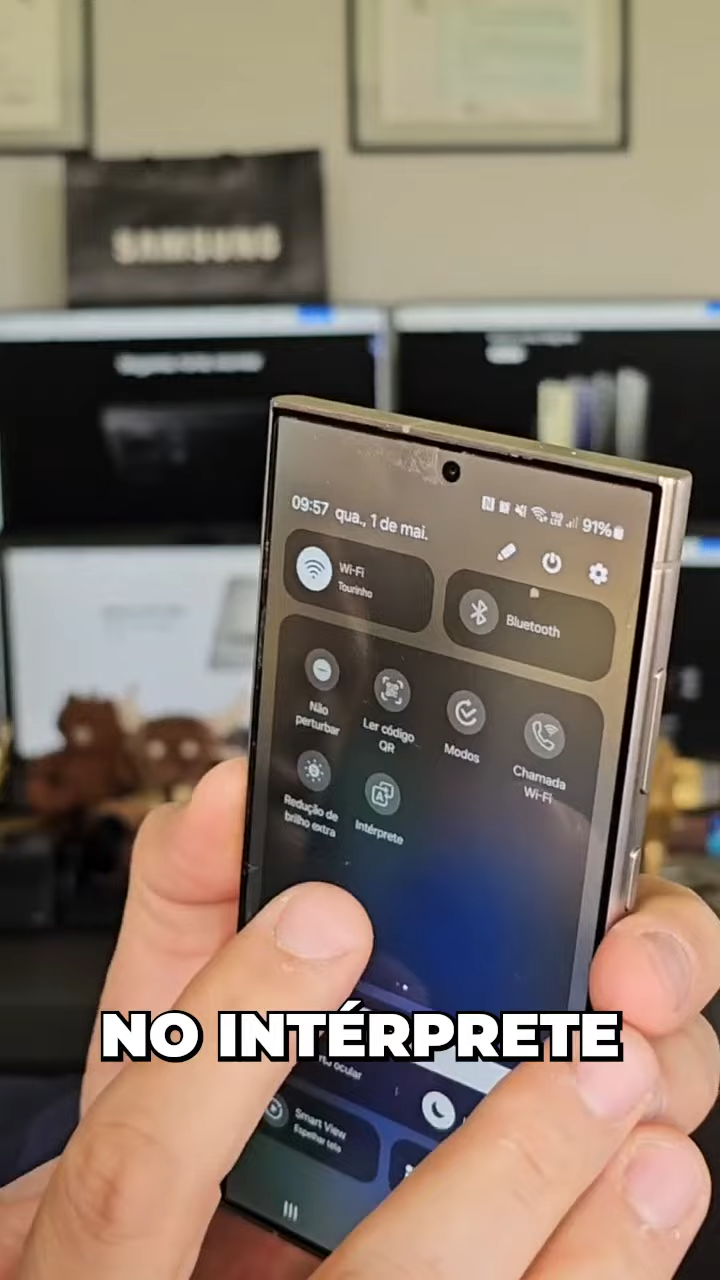 SAMSUNG
09:57 qua., 1 de mai.
91%
Wi-Fi
Tourinho
Bluetooth
Não
perturbar
Ler código
QR
Modos
Chamada
Wi-Fi
Redução de
brilho extra
Intérprete
NO INTÉRPRETE
ocular
Smart View
Espelhar tela